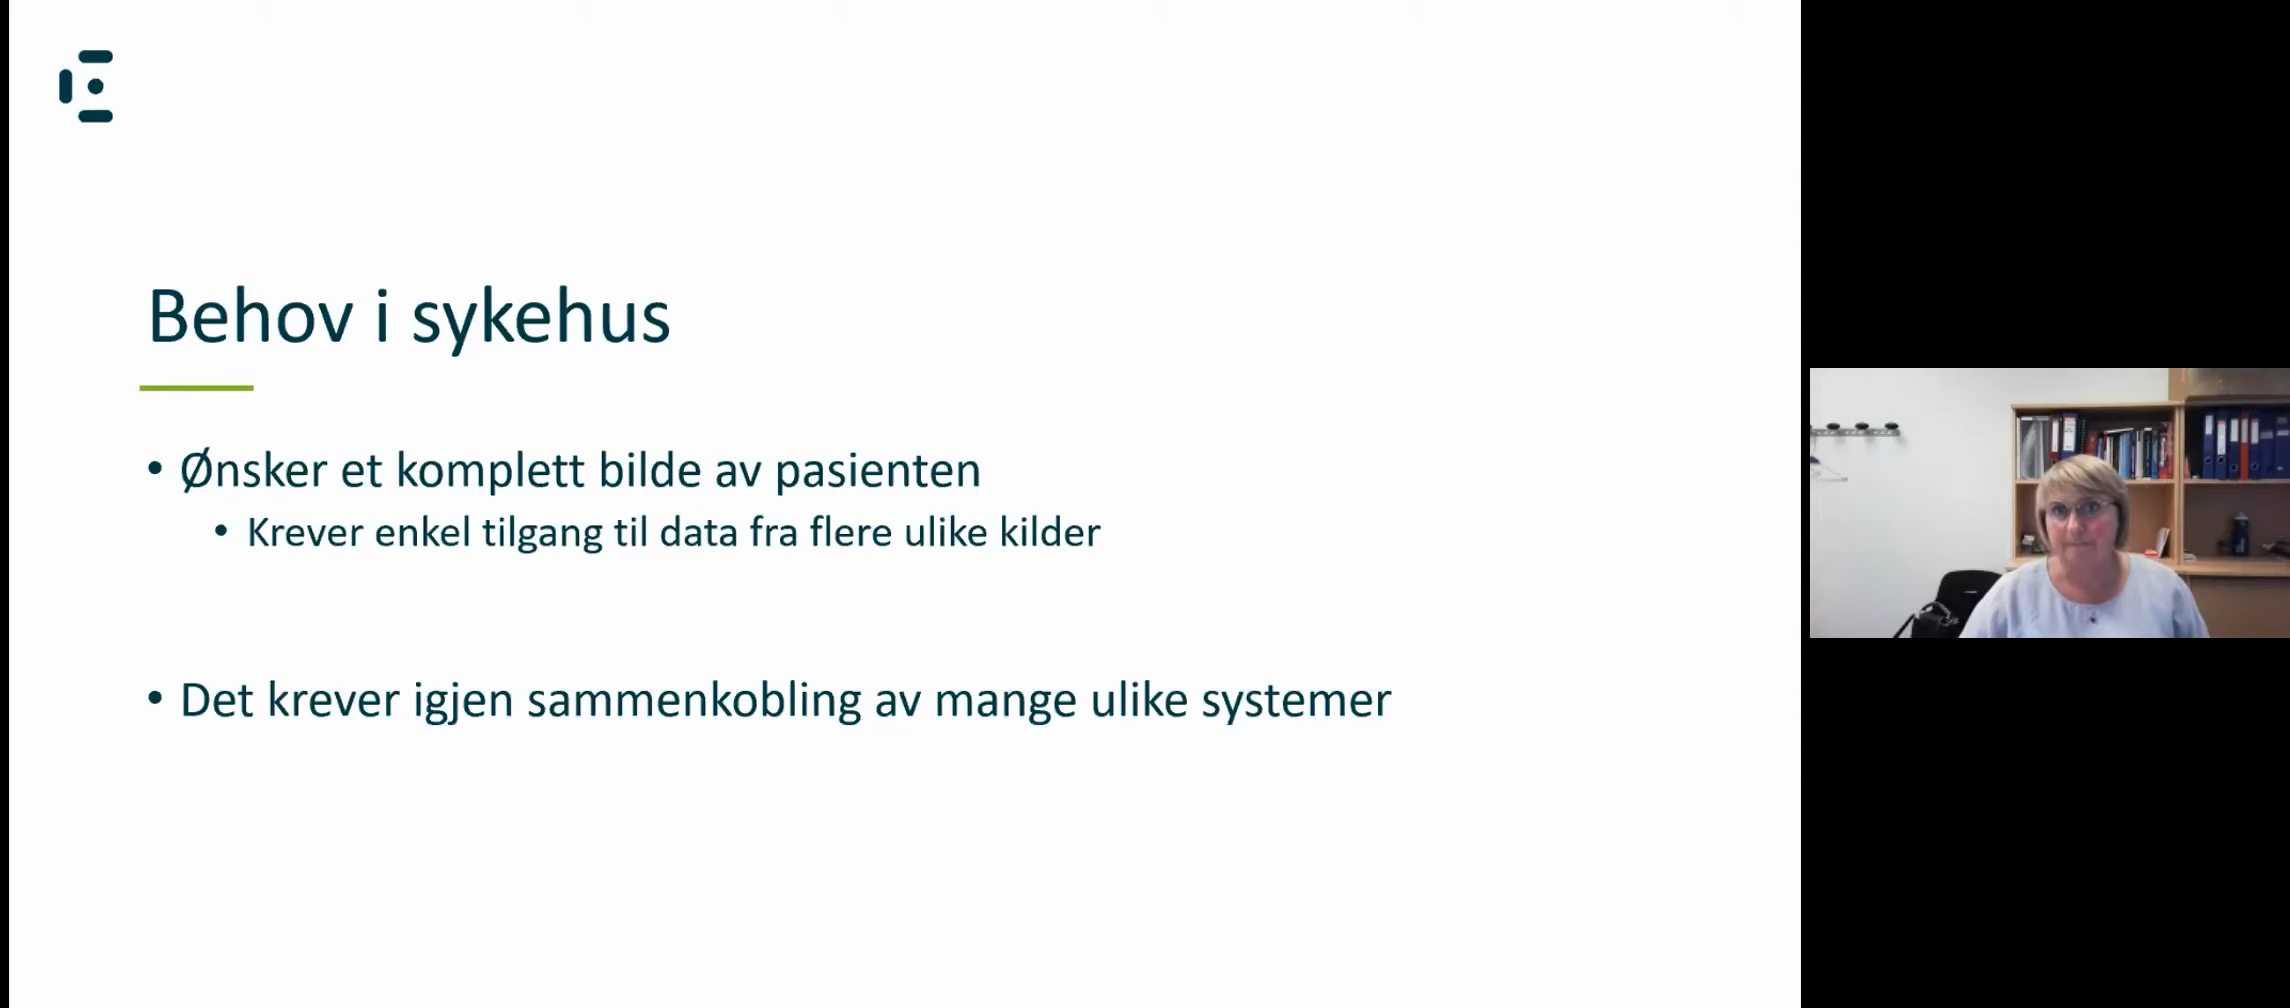 Behov i sykehus
• Ønsker et komplett bilde av pasienten
• Krever enkel tilgang til data fra flere ulike kilder
• Det krever igjen sammenkobling av mange ulike systemer